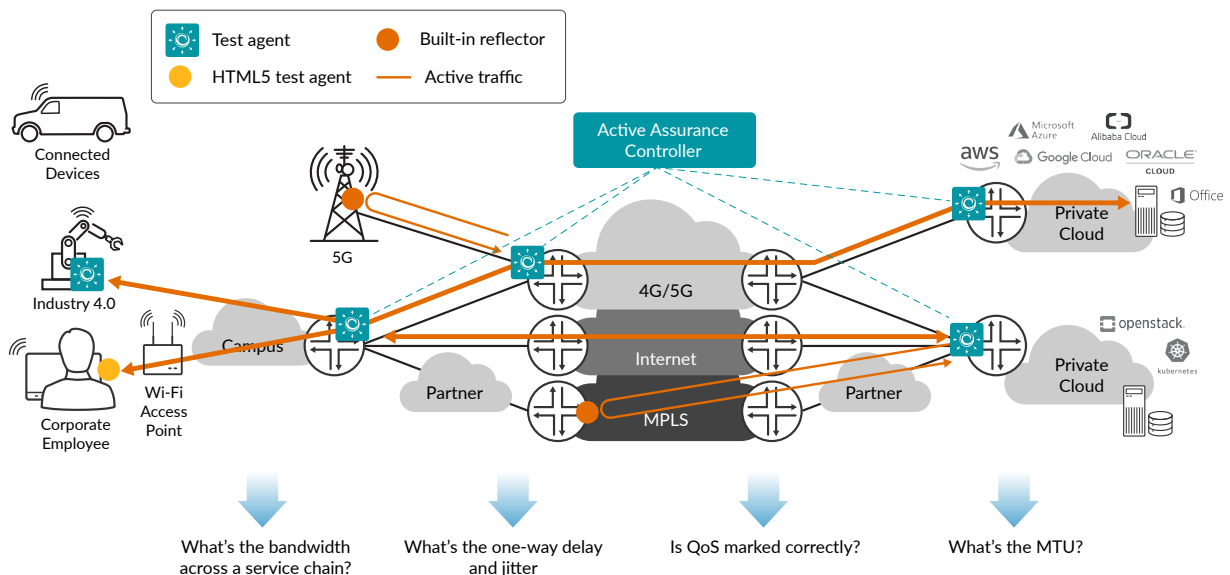 Test agent
Built-in reflector
HTML5 test agent
Active traffic
Connected
Devices
Active Assurance
Controller
Microsoft
Azure
Alibaba Cloud
aws
Google Cloud
ORACLE
CLOUD
Office
Private
Cloud
5G
Industry 4.0
4G/5G
Campus
Internet
openstack.
kubernetes
Private
Cloud
Partner
Partner
MPLS
Wi-Fi
Access
Point
Corporate
Employee
What's the bandwidth
across a service chain?
What's the one-way delay
and jitter
Is QoS marked correctly?
What's the MTU?